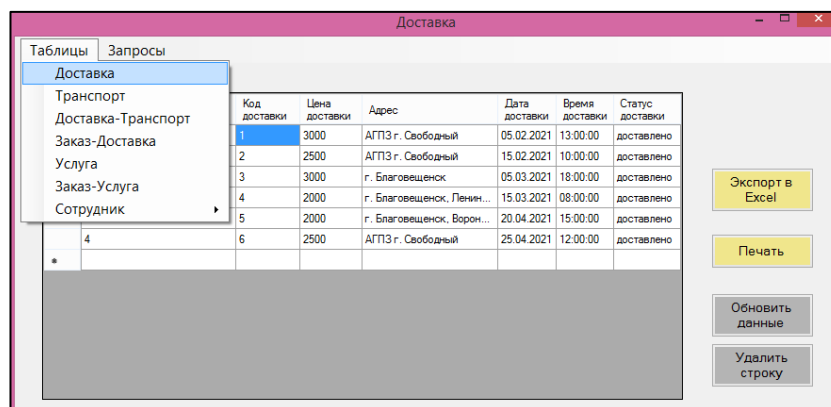 Доставка
Таблицы Запросы
Доставка
Транспорт
Доставка-Транспорт
Заказ-Доставка
Услуга
Заказ-Услуга
Сотрудник
Код доставки Цена доставки Адрес Дата доставки Время доставки Статус доставки
1 3000 АГПЗ г. Свободный 05.02.2021 13:00:00 доставлено
2 2500 АГПЗ г. Свободный 15.02.2021 10:00:00 доставлено
3 3000 г. Благовещенск 05.03.2021 18:00:00 доставлено
4 2000 г. Благовещенск, Ленин... 15.03.2021 08:00:00 доставлено
5 2000 г. Благовещенск, Ворон... 20.04.2021 15:00:00 доставлено
4 6 2500 АГПЗ г. Свободный 25.04.2021 12:00:00 доставлено
Экспорт в
Excel
Печать
Обновить
данные
Удалить
строку